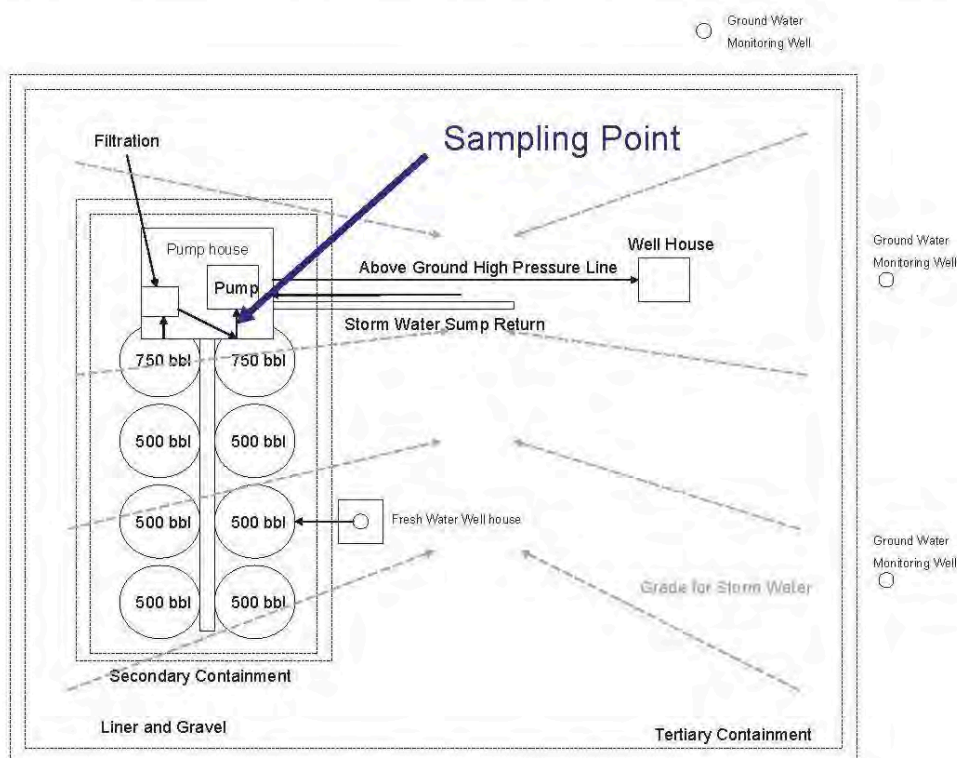 Ground Water
Monitoring Well
Sampling Point
Filtration
Pump house
Pump
Above Ground High Pressure Line
Well House
Storm Water Sump Return
Ground Water
Monitoring Well
750 bbl
750 bbl
500 bbl
500 bbl
500 bbl
500 bbl
Fresh Water Well house
Ground Water
Monitoring Well
500 bbl
500 bbl
Grade for Storm Water
Secondary Containment
Liner and Gravel
Tertiary Containment